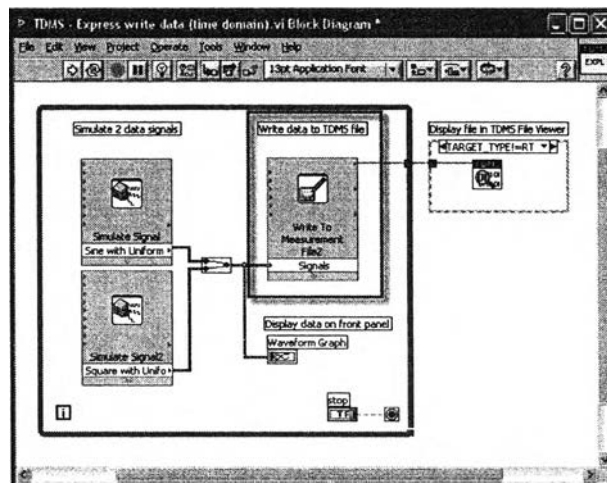 TDMS - Express write data (time domain).vi Block Diagram *
File Edit View Project Operate Tools Window Help
13pt Application Font
EXPL
Simulate 2 data signals
Write data to TDMS file
Display file in TDMS File Viewer
TARGET_TYPE!=RT
Simulate Signal
Sine with Uniform
Write To
Measurement
File2
Signals
Simulate Signal2
Square with Unifo
Display data on front panel
Waveform Graph
stop
TF
i